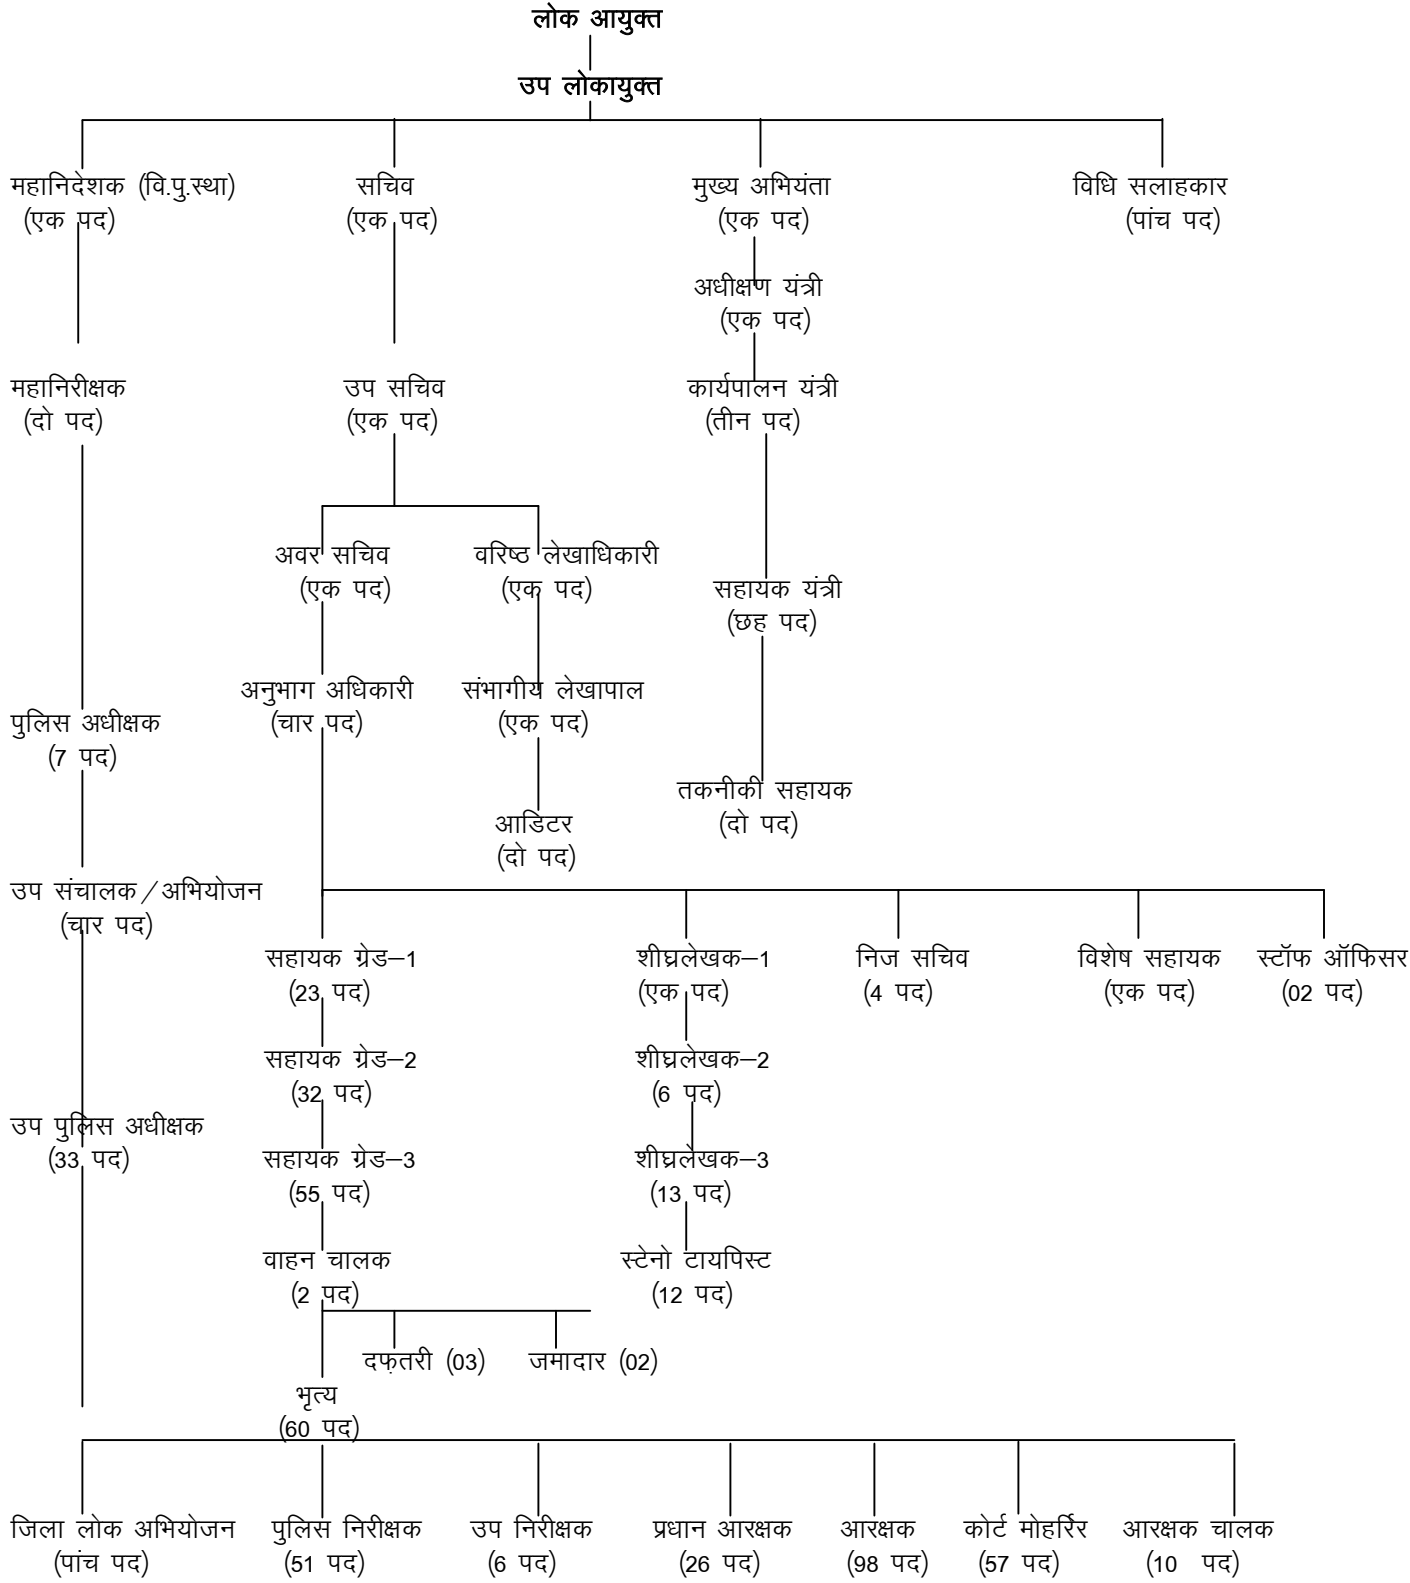 लोक आयुक्त
उप लोकायुक्त
महानिदेशक (वि.पु.स्था) सचिव मुख्य अभियंता विधि सलाहकार
(एक पद) (एक पद) (एक पद) (पांच पद)
अधीक्षण यंत्री
(एक पद)
महानिरीक्षक उप सचिव कार्यपालन यंत्री
(दो पद) (एक पद) (तीन पद)
अवर सचिव वरिष्ठ लेखाधिकारी
(एक पद) (एक पद)
सहायक यंत्री
(छह पद)
अनुभाग अधिकारी संभागीय लेखापाल
(चार पद) (एक पद)
पुलिस अधीक्षक
(7 पद)
तकनीकी सहायक
(दो पद)
आडिटर
(दो पद)
उप संचालक/अभियोजन
(चार पद)
सहायक ग्रेड–1 शीघ्रलेखक–1 निज सचिव विशेष सहायक स्टॉफ ऑफिसर
(23 पद) (एक पद) (4 पद) (एक पद) (02 पद)
सहायक ग्रेड–2 शीघ्रलेखक–2
(32 पद) (6 पद)
उप पुलिस अधीक्षक
(33 पद)
सहायक ग्रेड–3 शीघ्रलेखक–3
(55 पद) (13 पद)
वाहन चालक स्टेनो टायपिस्ट
(2 पद) (12 पद)
दफ़तरी (03) जमादार (02)
भृत्य
(60 पद)
जिला लोक अभियोजन पुलिस निरीक्षक उप निरीक्षक प्रधान आरक्षक आरक्षक कोर्ट मोहर्रिर आरक्षक चालक
(पांच पद) (51 पद) (6 पद) (26 पद) (98 पद) (57 पद) (10 पद)